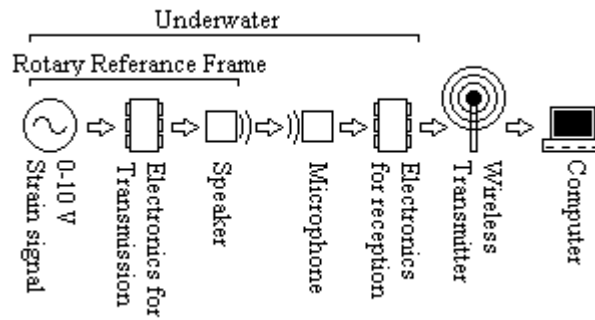 Underwater
Rotary Referance Frame
0-10 V
Strain signal
Electronics for
Transmission
Speaker
Microphone
Electronics
for reception
Wireless
Transmitter
Computer